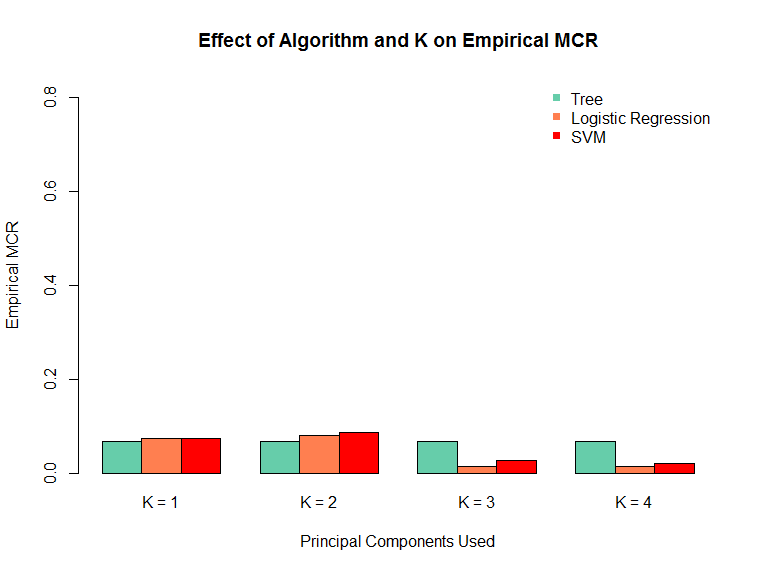 Effect of Algorithm and K on Empirical MCR
Tree
Logistic Regression
SVM
Empirical MCR
0.8
0.6
0.4
0.2
0.0
K = 1
K = 2
K = 3
K = 4
Principal Components Used